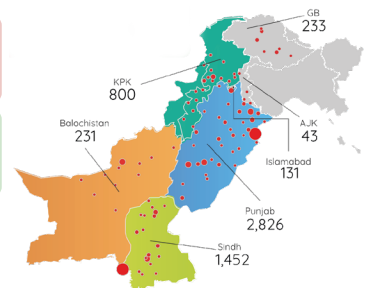 GB
233
KPK
800
Balochistan
231
AJK
43
Islamabad
131
Punjab
2,826
Sindh
1,452